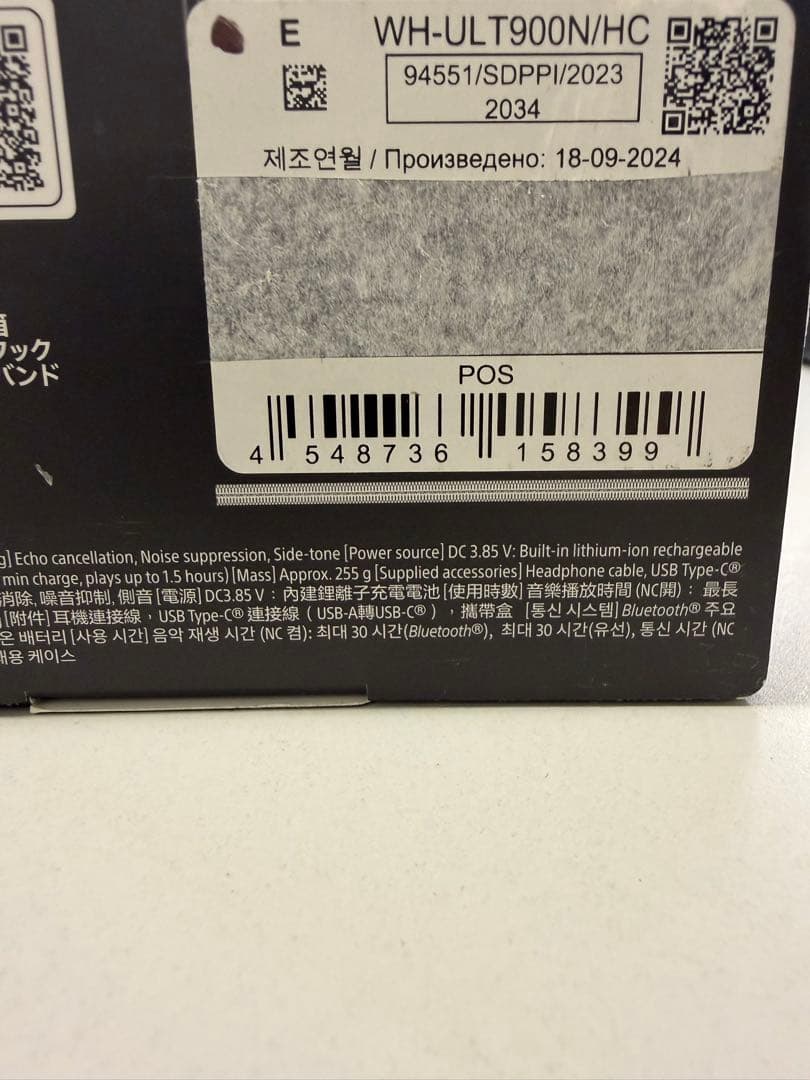 E
WH-ULT900N/HC
94551/SDPPI/2023
2034
제조연월 / Произведено: 18-09-2024
POS
4 548736 158399
フック
バンド
g] Echo cancellation, Noise suppression, Side-tone [Power source] DC 3.85 V: Built-in lithium-ion rechargeable
min charge, plays up to 1.5 hours) [Mass] Approx. 255 g [Supplied accessories] Headphone cable, USB Type-C®
消除, 噪音抑制, 側音 [電源] DC3.85 V：內建鋰離子充電電池 [使用時數] 音樂播放時間 (NC開)： 最長
[附件] 耳機連接線，USB Type-C® 連接線（ USB-A轉USB-C® ），攜帶盒 [통신 시스템] Bluetooth® 주요
온 배터리 [사용 시간] 음악 재생 시간 (NC 켬): 최대 30 시간(Bluetooth®), 최대 30 시간(유선), 통신 시간 (NC
대용 케이스